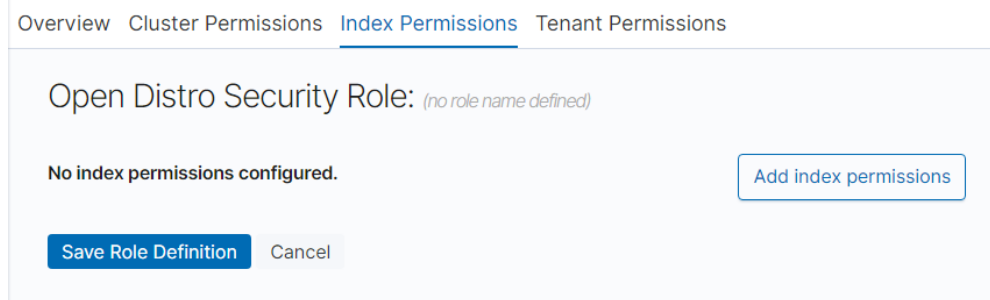 Overview Cluster Permissions Index Permissions Tenant Permissions
Open Distro Security Role: (no role name defined)
No index permissions configured.
Add index permissions
Save Role Definition Cancel